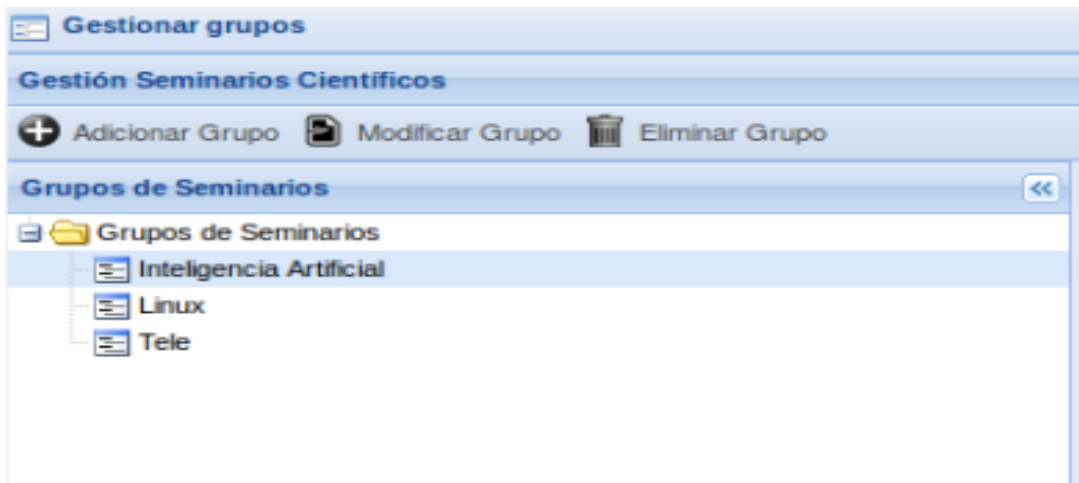 Gestionar grupos
Gestión Seminarios Científicos
Adicionar Grupo Modificar Grupo Eliminar Grupo
Grupos de Seminarios
Grupos de Seminarios
Inteligencia Artificial
Linux
Tele